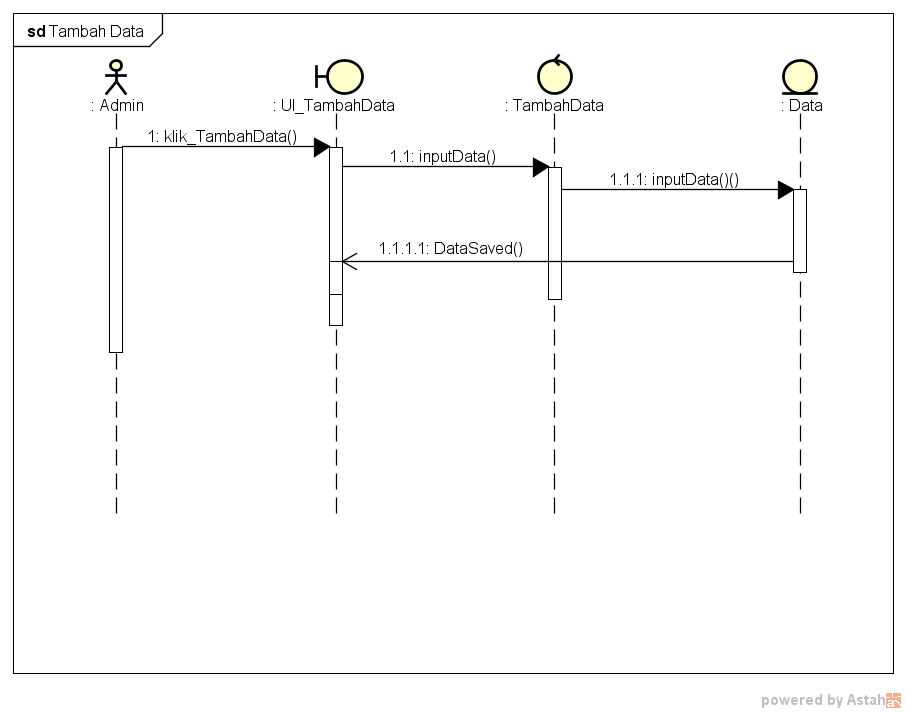 sd Tambah Data
: Admin
: UI_TambahData
: TambahData
: Data
1: klik_TambahData()
1.1: inputData()
1.1.1: inputData()()
1.1.1.1: DataSaved()
powered by Astah